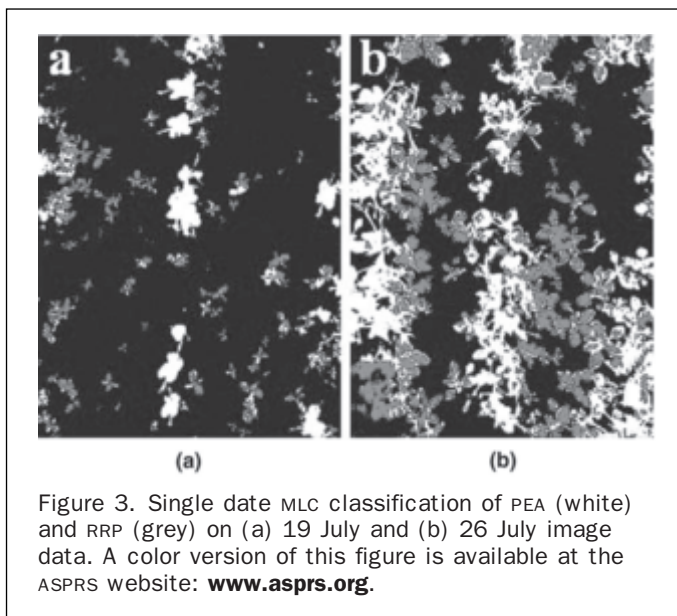 a b
(a) (b)
Figure 3. Single date MLC classification of PEA (white)
and RRP (grey) on (a) 19 July and (b) 26 July image
data. A color version of this figure is available at the
ASPRS website: www.asprs.org.